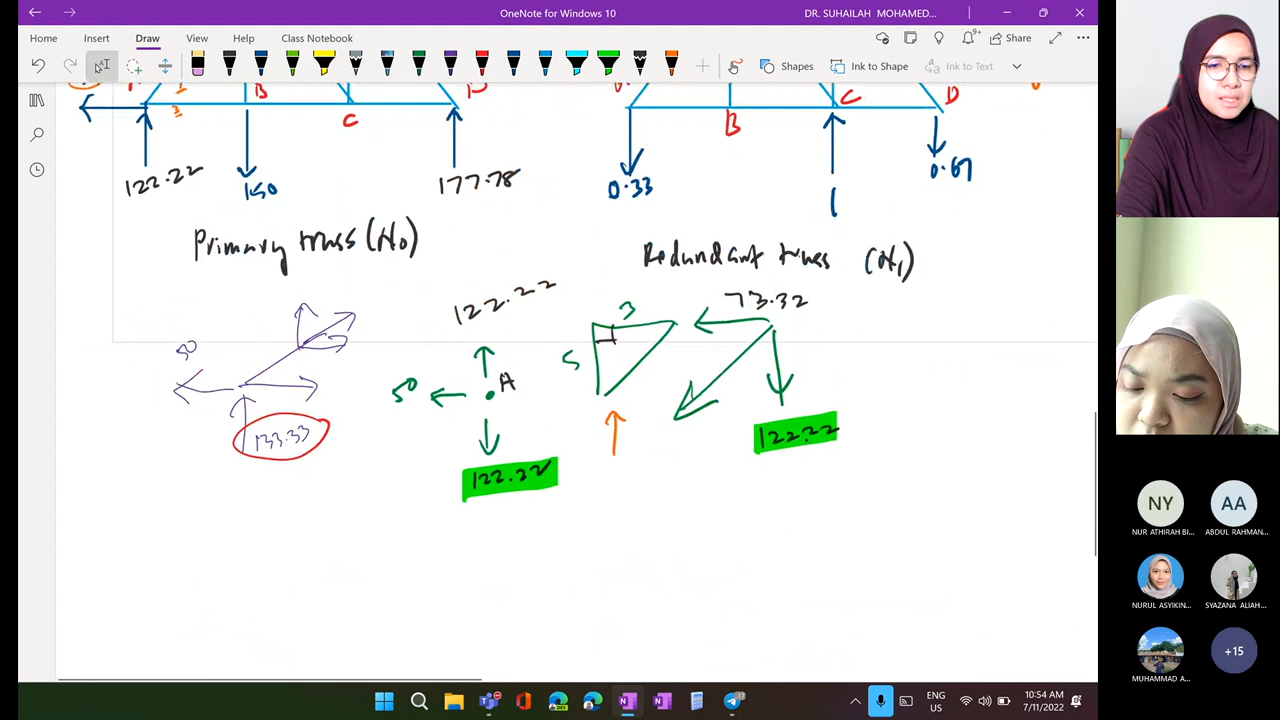 OneNote for Windows 10
DR. SUHAILAH MOHAMED...
Home Insert Draw View Help Class Notebook
Share
Shapes
Ink to Shape
Ink to Text
B
C
D
B
C
D
3
122.22
150
177.78
0.33
1
0.67
Primary truss (N0)
Redundant truss (N1)
122.22
3
73.32
50
5
50
A
133.33
122.22
122.22
NY
AA
NUR ATHIRAH BI...
ABDUL RAHMAN...
NURUL ASYIKIN...
SYAZANA ALIAH...
MUHAMMAD A...
+15
ENG
US
10:54 AM
7/11/2022